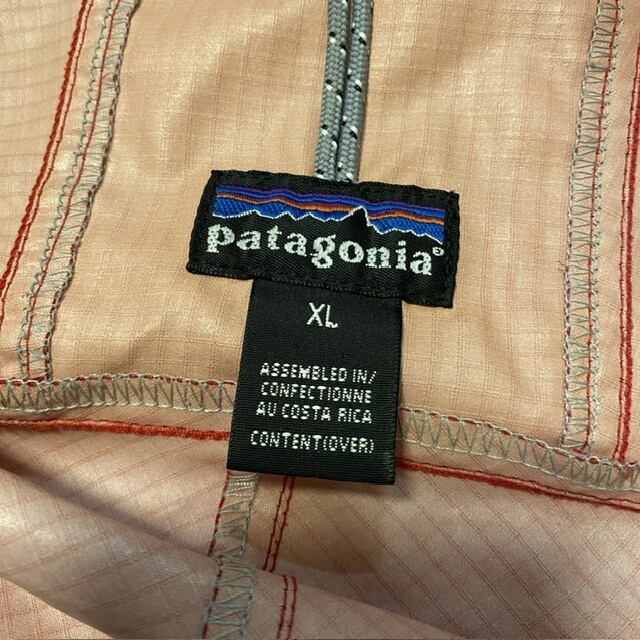 patagonia®
XL
ASSEMBLED IN/
CONFECTIONNE
AU COSTA RICA
CONTENT(OVER)